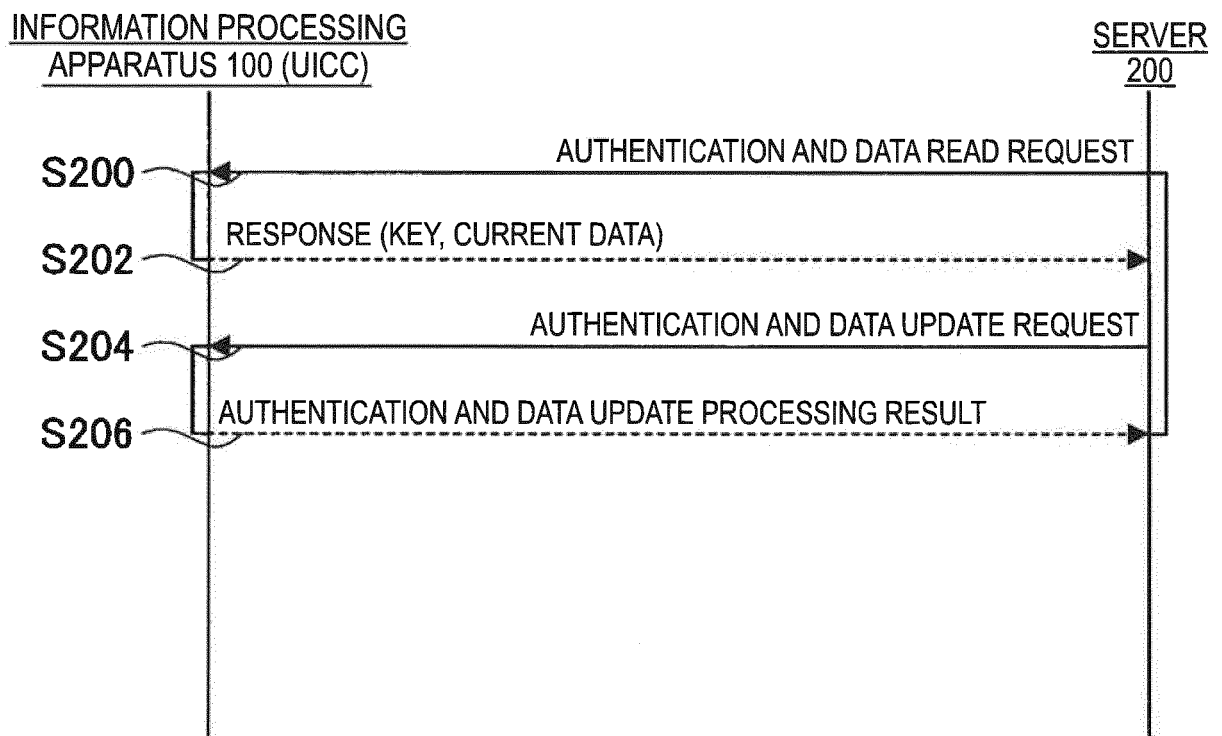 INFORMATION PROCESSING
APPARATUS 100 (UICC)
SERVER
200
AUTHENTICATION AND DATA READ REQUEST
S200
RESPONSE (KEY, CURRENT DATA)
S202
AUTHENTICATION AND DATA UPDATE REQUEST
S204
AUTHENTICATION AND DATA UPDATE PROCESSING RESULT
S206